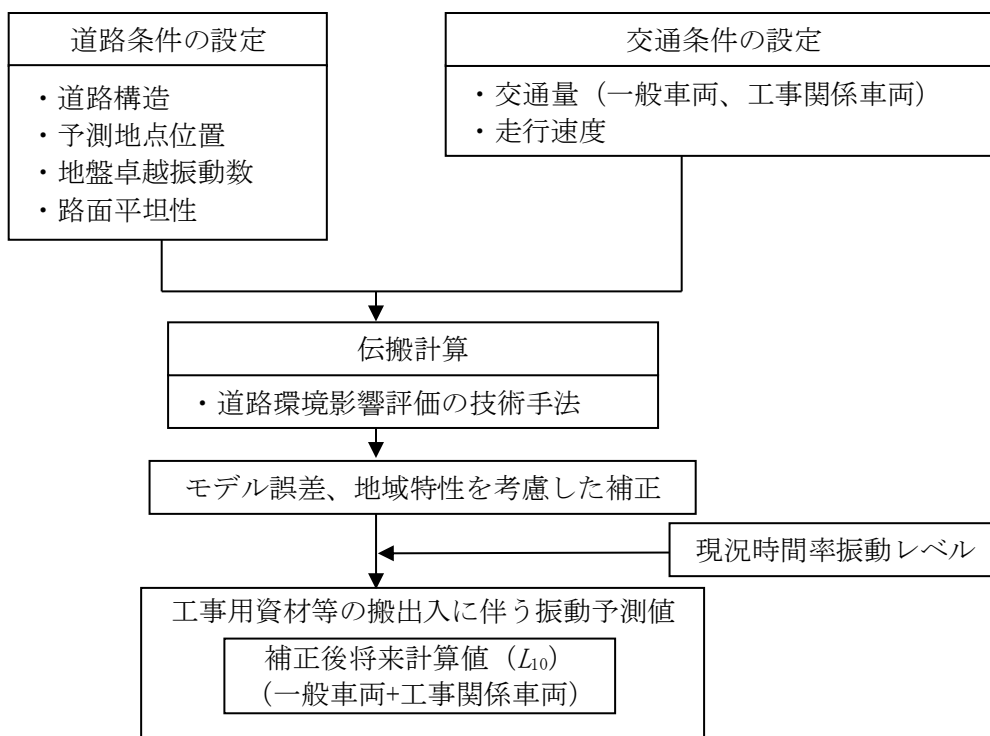 道路条件の設定
・道路構造
・予測地点位置
・地盤卓越振動数
・路面平坦性
交通条件の設定
・交通量（一般車両、工事関係車両）
・走行速度
伝搬計算
・道路環境影響評価の技術手法
モデル誤差、地域特性を考慮した補正
現況時間率振動レベル
工事用資材等の搬出入に伴う振動予測値
補正後将来計算値（L10）
（一般車両+工事関係車両）